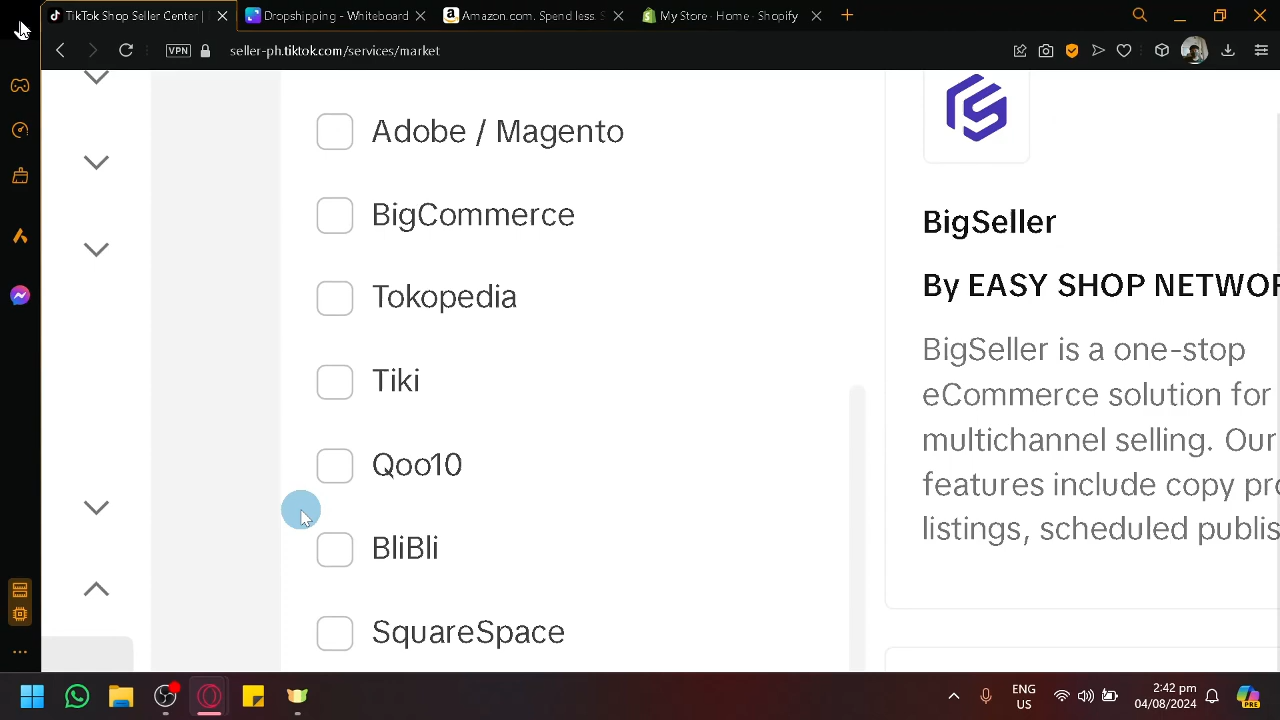 TikTok Shop Seller Center |
Dropshipping - Whiteboard
Amazon.com. Spend less. S
My Store · Home · Shopify
VPN
seller-ph.tiktok.com/services/market
Adobe / Magento
BigCommerce
Tokopedia
Tiki
Qoo10
BliBli
SquareSpace
BigSeller
By EASY SHOP NETWOR
BigSeller is a one-stop
eCommerce solution for
multichannel selling. Our
features include copy pro
listings, scheduled publis
ENG
US
2:42 pm
04/08/2024
PRE